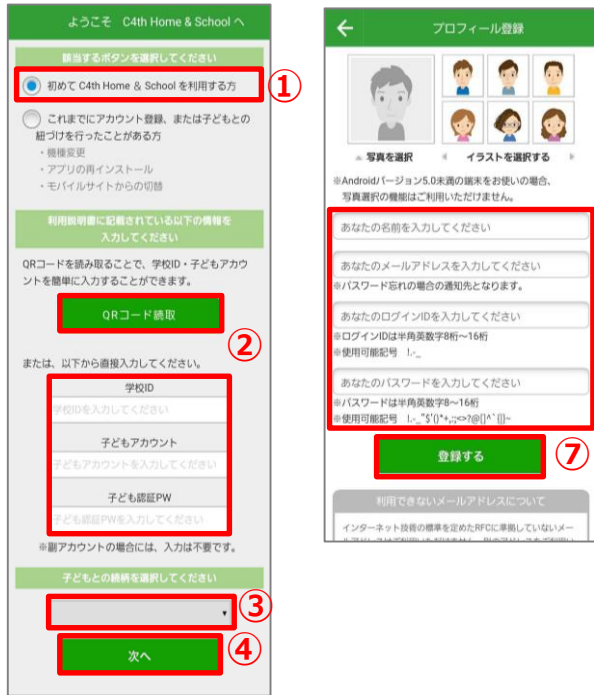 ようこそ C4th Home & School へ
該当するボタンを選択してください
初めて C4th Home & School を利用する方
①
これまでにアカウント登録、または子どもとの
紐づけを行ったことがある方
・機種変更
・アプリの再インストール
・モバイルサイトからの切替
利用説明書に記載されている以下の情報を
入力してください
QRコードを読み取ることで、学校ID・子どもアカウ
ントを簡単に入力することができます。
QRコード読取
②
または、以下から直接入力してください。
学校ID
学校IDを入力してください
子どもアカウント
子どもアカウントを入力してください
子ども認証PW
子ども認証PWを入力してください
※副アカウントの場合には、入力は不要です。
子どもとの続柄を選択してください
③
次へ
④
プロフィール登録
写真を選択
イラストを選択する
※Androidバージョン5.0未満の端末をお使いの場合、
写真選択の機能はご利用いただけません。
あなたの名前を入力してください
あなたのメールアドレスを入力してください
※パスワード忘れの場合の通知先となります。
あなたのログインIDを入力してください
※ログインIDは半角英数字8桁～16桁
※使用可能記号 !.-_
あなたのパスワードを入力してください
※パスワードは半角英数字8～16桁
※使用可能記号
登録する
⑦
利用できないメールアドレスについて
インターネット技術の標準を定めたRFCに準拠していないメー